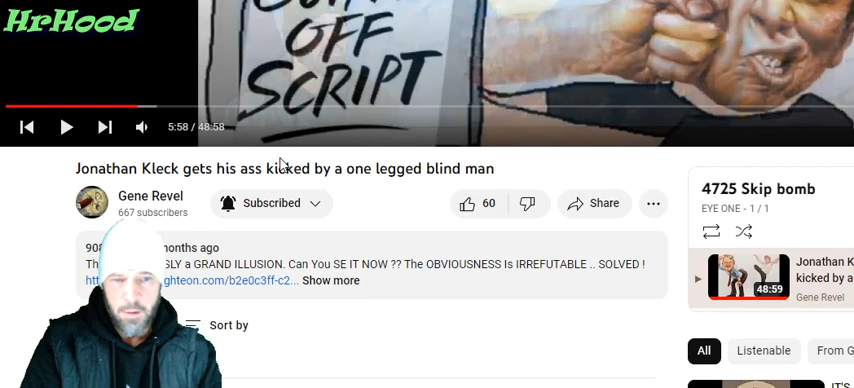 HrHood
OFF
SCRIPT
5:58 / 48:58
Jonathan Kleck gets his ass kicked by a one legged blind man
Gene Revel
667 subscribers
Subscribed
60
Share
4725 Skip bomb
EYE ONE - 1 / 1
908
months ago
SLY a GRAND ILLUSION. Can You SE IT NOW ?? The OBVIOUSNESS Is IRREFUTABLE .. SOLVED !
ghteon.com/b2e0c3ff-c2... Show more
Jonathan K
kicked by a
Gene Revel
48:59
Sort by
All
Listenable
From G